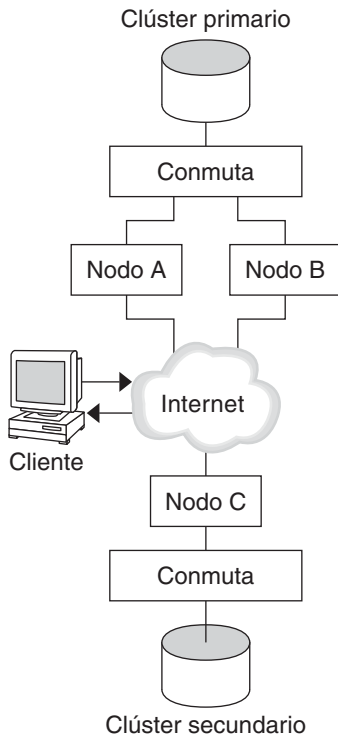 Clúster primario
Conmuta
Nodo A
Nodo B
Internet
Cliente
Nodo C
Conmuta
Clúster secundario